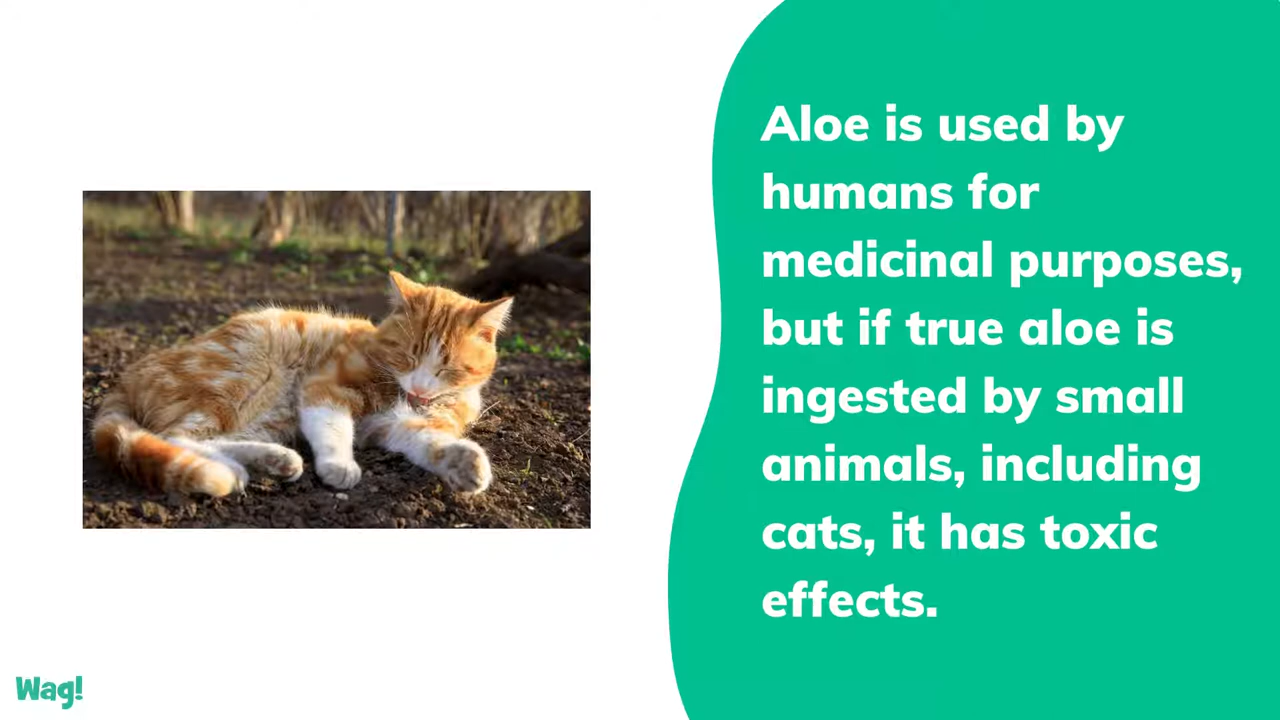 Aloe is used by
humans for
medicinal purposes,
but if true aloe is
ingested by small
animals, including
cats, it has toxic
effects.
Wag!